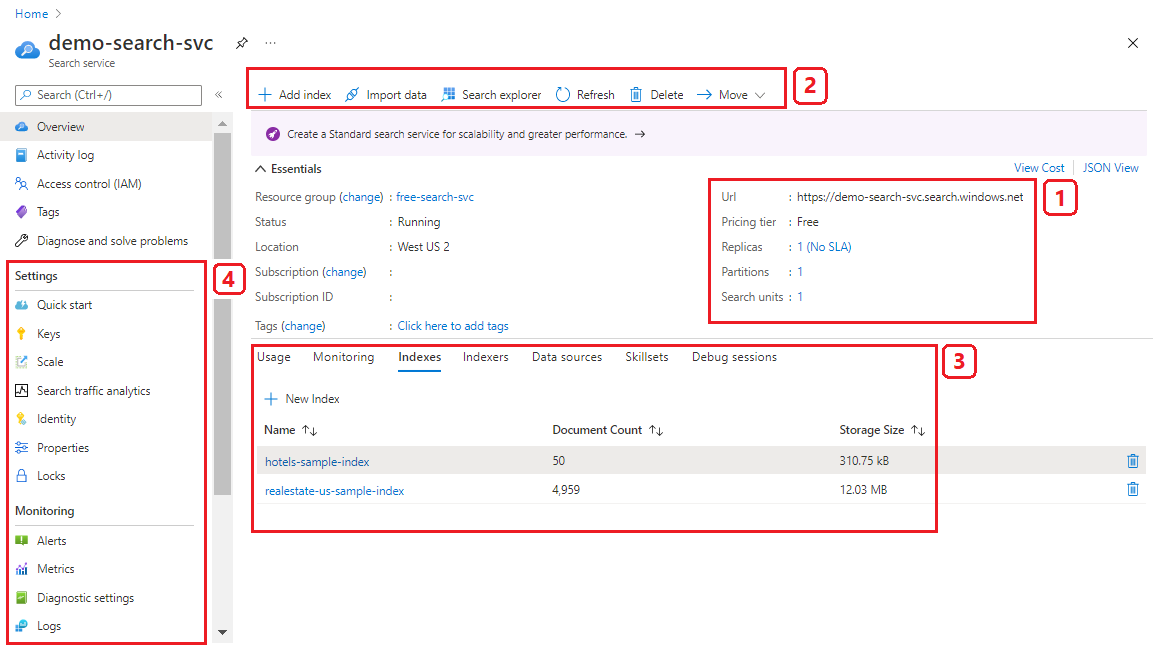 Home
demo-search-svc
Search service
Search (Ctrl+/)
Overview
Activity log
Access control (IAM)
Tags
Diagnose and solve problems
Settings
4
Quick start
Keys
Scale
Search traffic analytics
Identity
Properties
Locks
Monitoring
Alerts
Metrics
Diagnostic settings
Logs
Add index Import data Search explorer Refresh Delete Move 2
Create a Standard search service for scalability and greater performance.
Essentials View Cost JSON View
Resource group (change) : free-search-svc
Status : Running
Location : West US 2
Subscription (change) :
Subscription ID :
Tags (change) : Click here to add tags
Url : https://demo-search-svc.search.windows.net 1
Pricing tier : Free
Replicas : 1 (No SLA)
Partitions : 1
Search units : 1
Usage Monitoring Indexes Indexers Data sources Skillsets Debug sessions 3
New Index
Name Document Count Storage Size
hotels-sample-index 50 310.75 kB
realestate-us-sample-index 4,959 12.03 MB